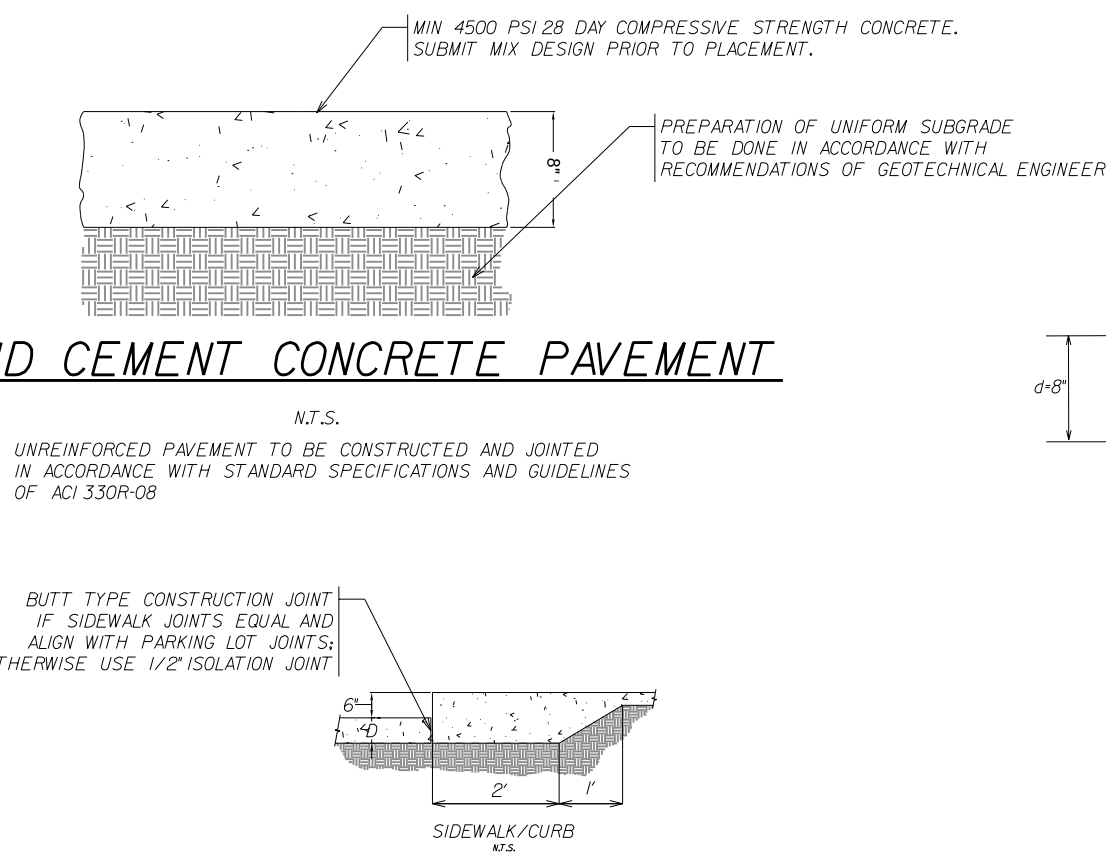 MIN 4500 PSI 28 DAY COMPRESSIVE STRENGTH CONCRETE.
SUBMIT MIX DESIGN PRIOR TO PLACEMENT.
PREPARATION OF UNIFORM SUBGRADE
TO BE DONE IN ACCORDANCE WITH
RECOMMENDATIONS OF GEOTECHNICAL ENGINEER
8"
ND CEMENT CONCRETE PAVEMENT
N.T.S.
d=8"
UNREINFORCED PAVEMENT TO BE CONSTRUCTED AND JOINTED
IN ACCORDANCE WITH STANDARD SPECIFICATIONS AND GUIDELINES
OF ACI 330R-08
BUTT TYPE CONSTRUCTION JOINT
IF SIDEWALK JOINTS EQUAL AND
ALIGN WITH PARKING LOT JOINTS;
THERWISE USE 1/2" ISOLATION JOINT
6"
D
2'
1'
SIDEWALK/CURB
N.T.S.